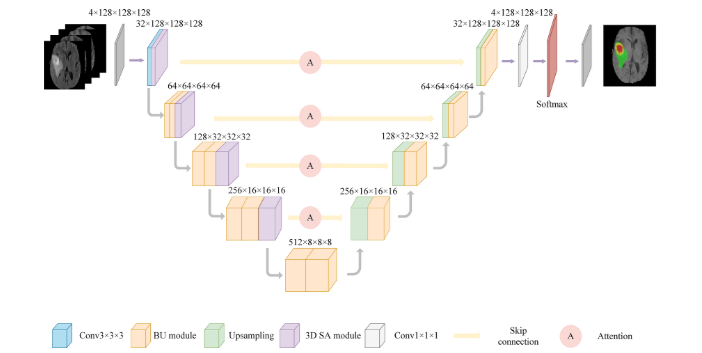 4×128×128×128
32×128×128×128
4×128×128×128
32×128×128×128
A
Softmax
64×64×64×64
A
64×64×64×64
128×32×32×32
A
128×32×32×32
256×16×16×16
A
256×16×16×16
512×8×8×8
Conv3×3×3
BU module
Upsampling
3D SA module
Conv1×1×1
Skip
connection
A
Attention